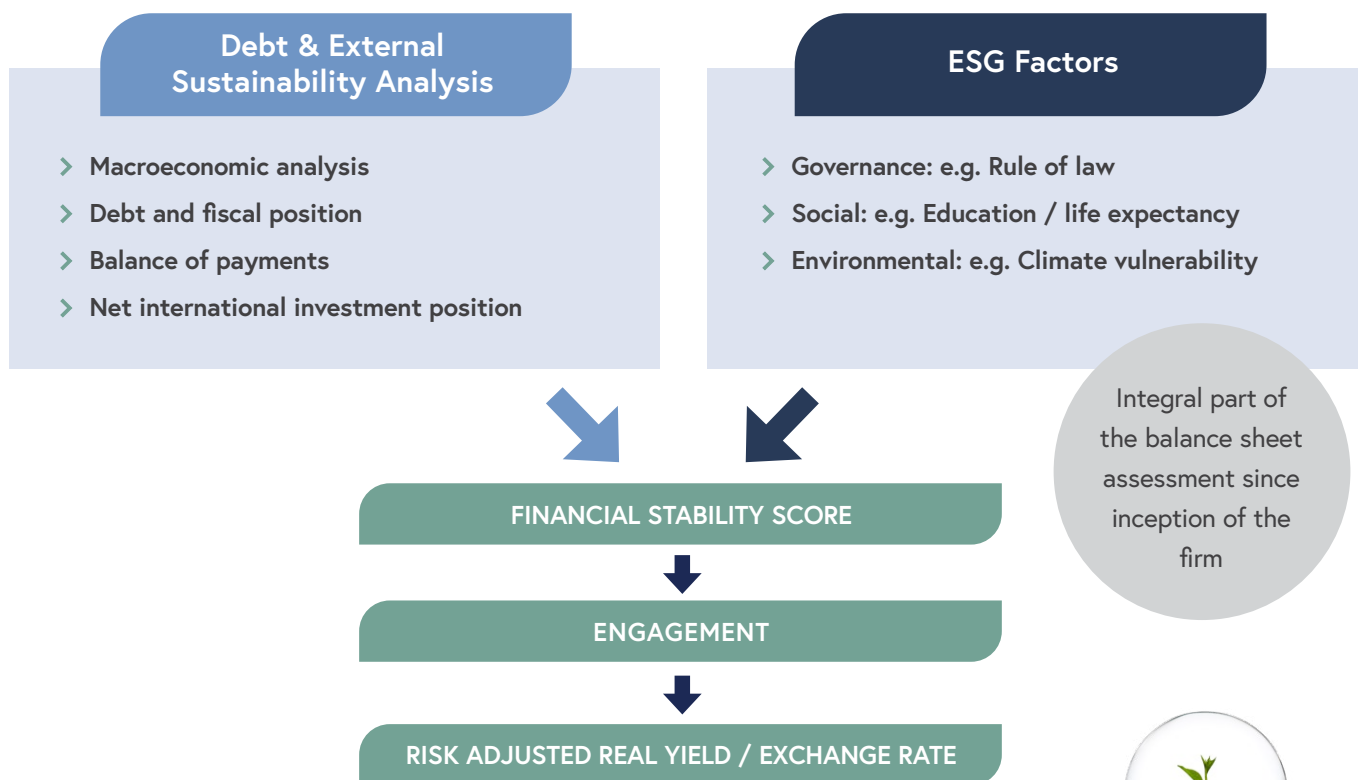 Debt & External
Sustainability Analysis
Macroeconomic analysis
Debt and fiscal position
Balance of payments
Net international investment position
ESG Factors
Governance: e.g. Rule of law
Social: e.g. Education / life expectancy
Environmental: e.g. Climate vulnerability
Integral part of
the balance sheet
assessment since
inception of the
firm
FINANCIAL STABILITY SCORE
ENGAGEMENT
RISK ADJUSTED REAL YIELD / EXCHANGE RATE